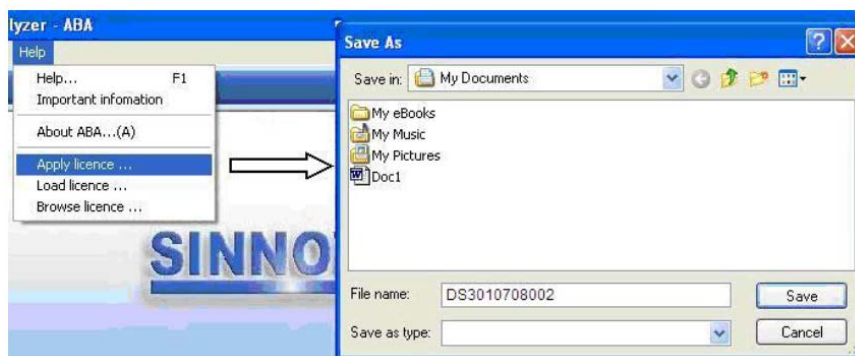 lyzer - ABA
Help
Help... F1
Important infomation
About ABA...(A)
Apply licence ...
Load licence ...
Browse licence ...
SINNO
Save As
Save in: My Documents
My eBooks
My Music
My Pictures
Doc1
File name: DS3010708002
Save
Save as type:
Cancel